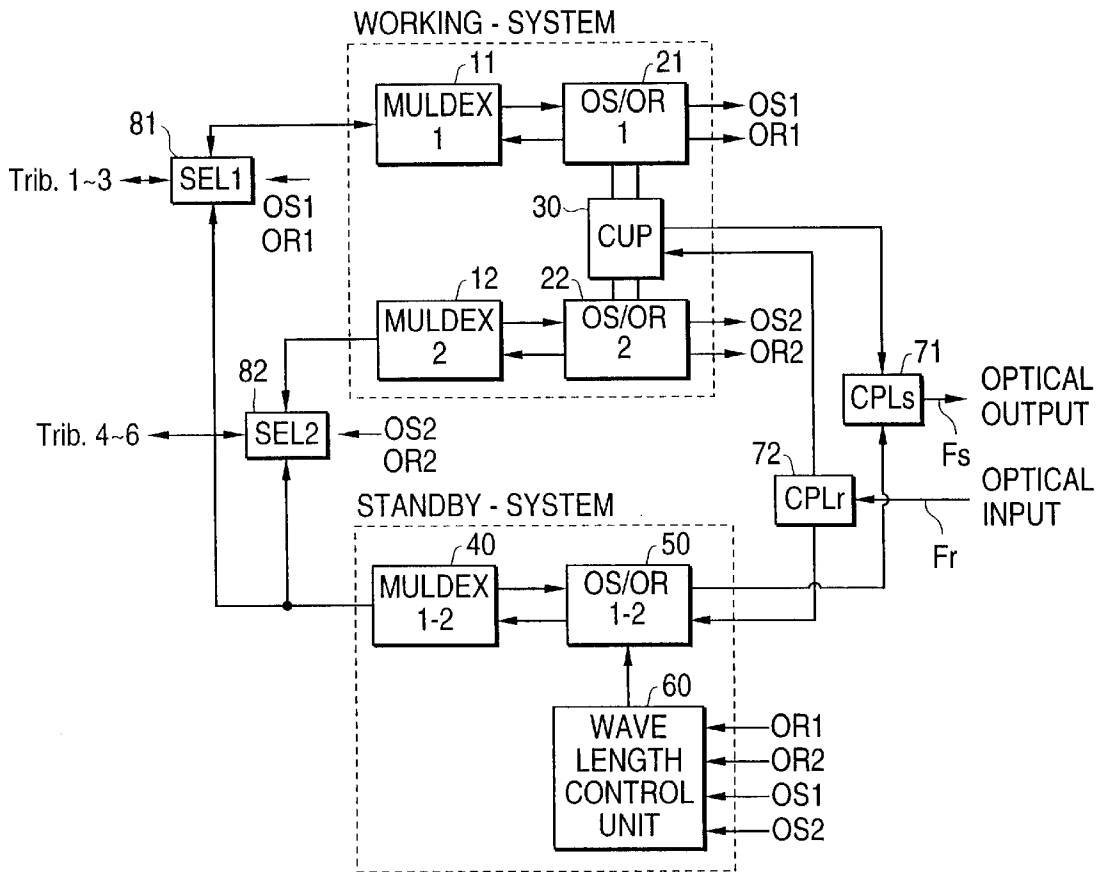 WORKING - SYSTEM
11
MULDEX
1
21
OS/OR
1
OS1
OR1
81
SEL1
Trib. 1~3
OS1
OR1
30
CUP
12
MULDEX
2
22
OS/OR
2
OS2
OR2
71
CPLs
OPTICAL
OUTPUT
Fs
82
SEL2
Trib. 4~6
OS2
OR2
72
CPLr
OPTICAL
INPUT
Fr
STANDBY - SYSTEM
40
MULDEX
1-2
50
OS/OR
1-2
60
WAVE
LENGTH
CONTROL
UNIT
OR1
OR2
OS1
OS2